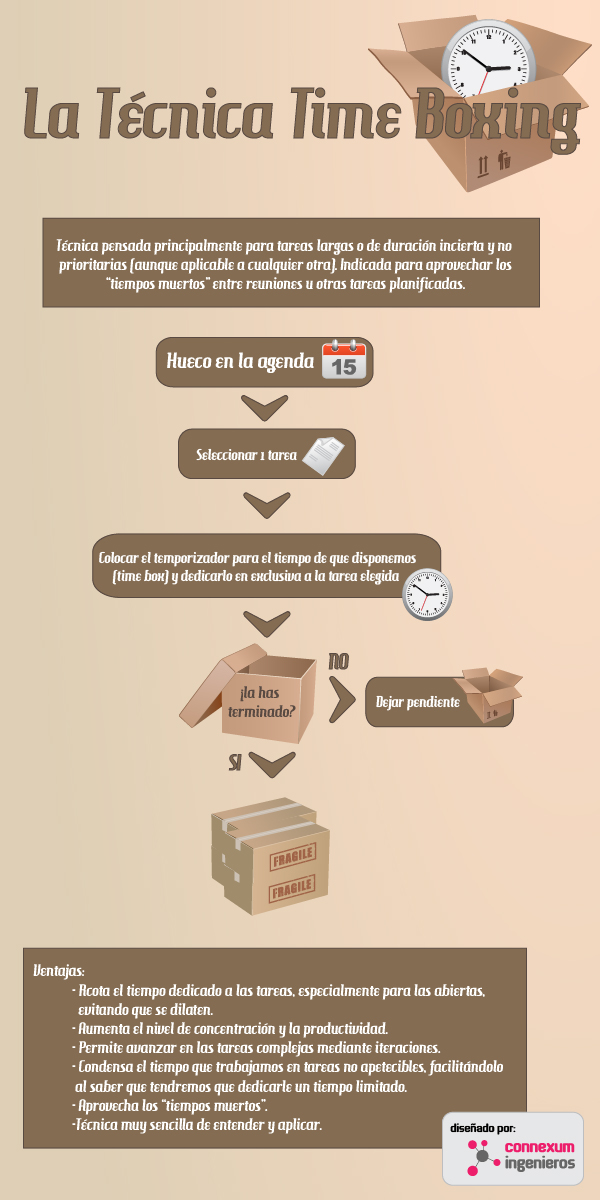 La Técnica Time Boxing
Técnica pensada principalmente para tareas largas o de duración incierta y no
prioritarias (aunque aplicable a cualquier otra). Indicada para aprovechar los
"tiempos muertos" entre reuniones u otras tareas planificadas.
Hueco en la agenda
15
Seleccionar 1 tarea
Colocar el temporizador para el tiempo de que disponemos
(time box) y dedicarlo en exclusiva a la tarea elegida
¡la has
terminado?
NO
Dejar pendiente
SI
FRAGILE
FRAGILE
Ventajas:
- Acota el tiempo dedicado a las tareas, especialmente para las abiertas,
evitando que se dilaten.
- Aumenta el nivel de concentración y la productividad.
- Permite avanzar en las tareas complejas mediante iteraciones.
- Condensa el tiempo que trabajamos en tareas no apetecibles, facilitándolo
al saber que tendremos que dedicarle un tiempo limitado.
- Aprovecha los "tiempos muertos".
-Técnica muy sencilla de entender y aplicar.
diseñado por:
connexum
ingenieros